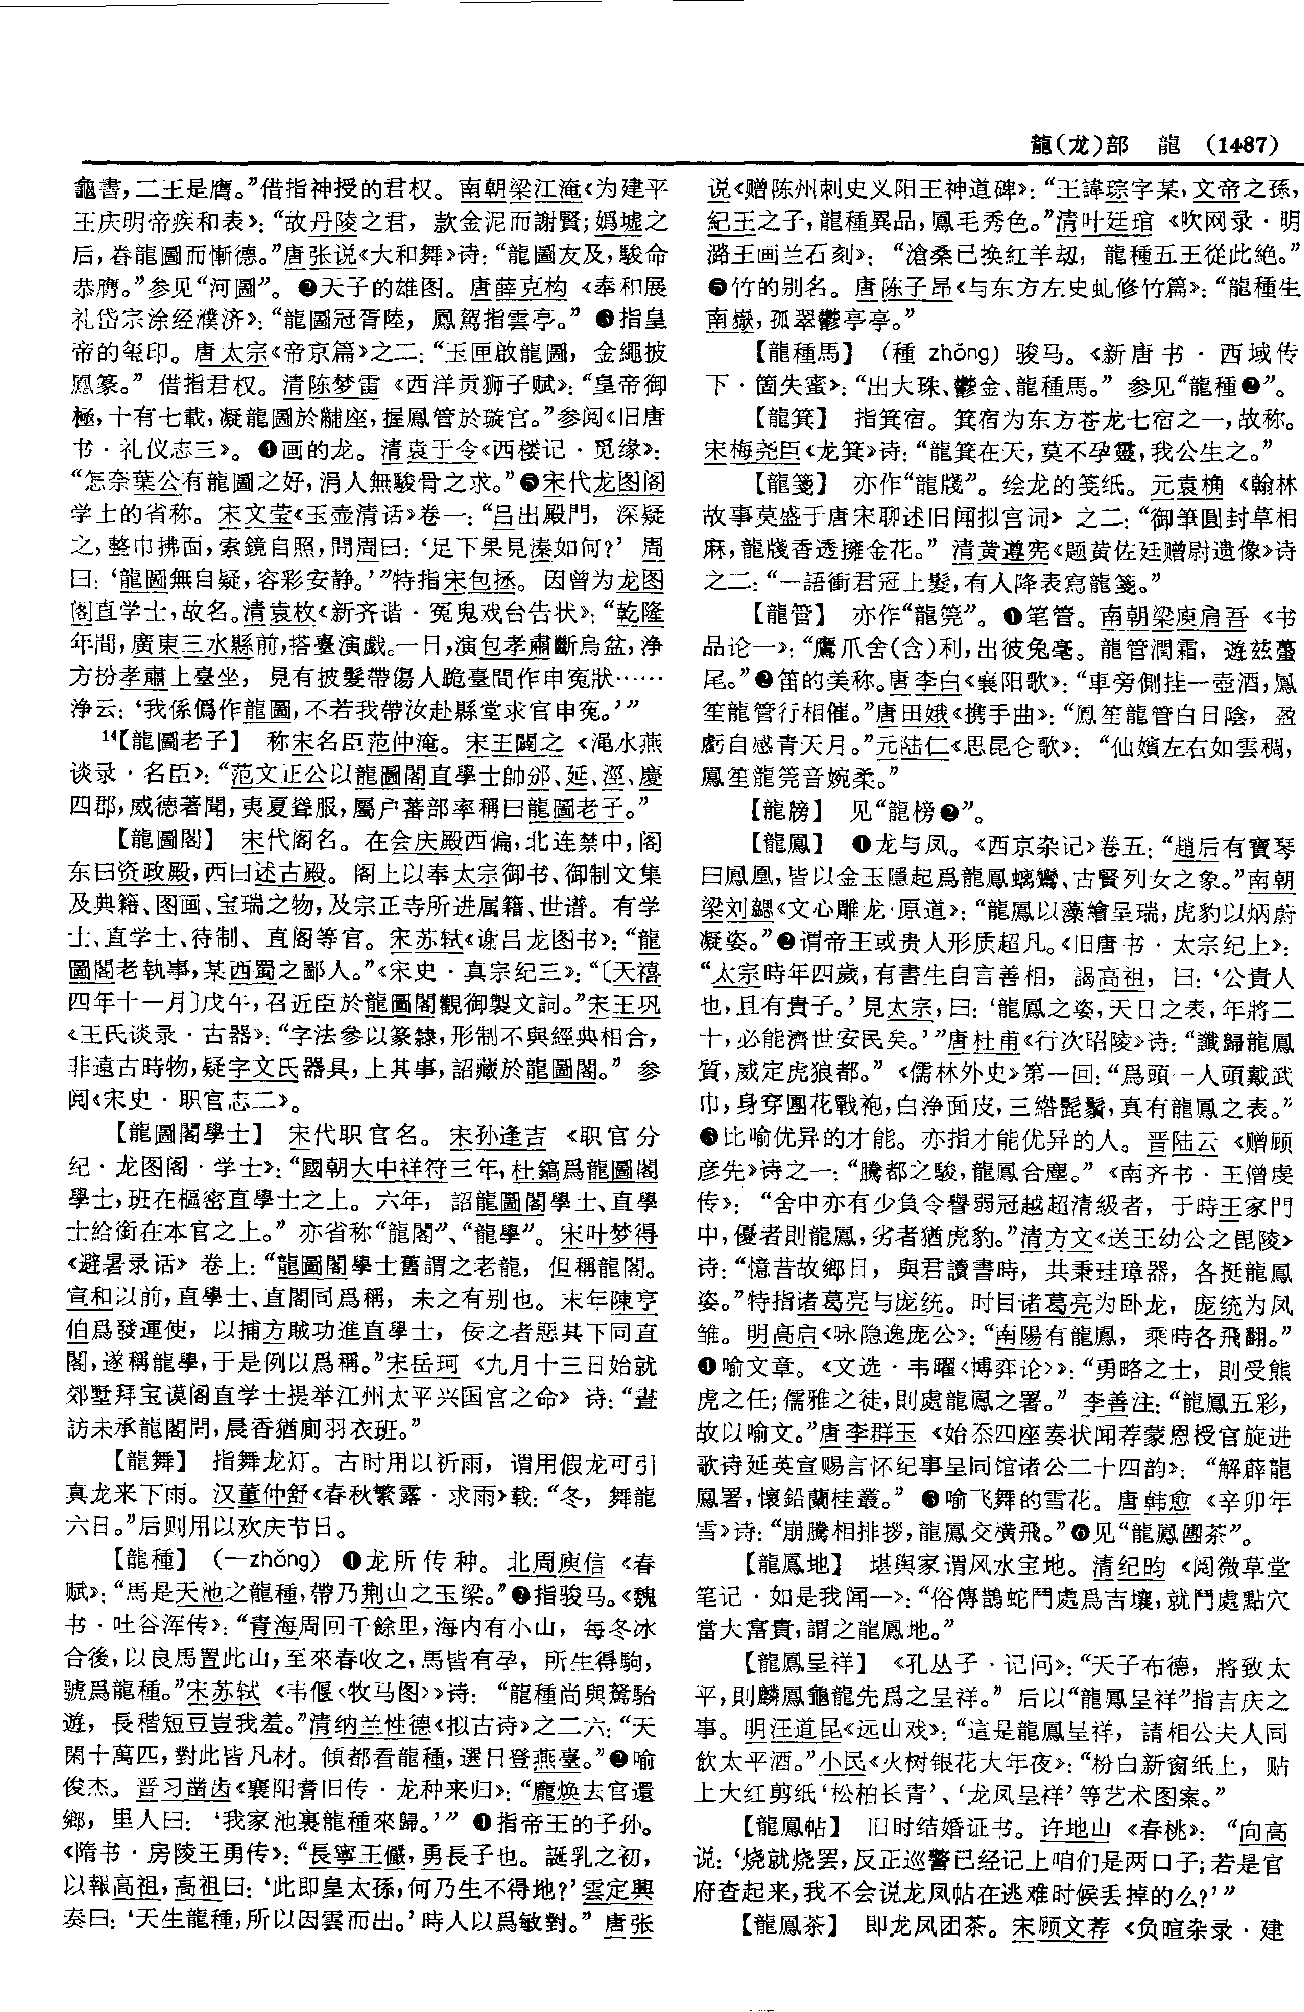 龍(龙)部　龍　(1487)
龜書，二王是膺。”借指神授的君权。南朝梁江淹《为建平
王庆明帝疾和表》：“故丹陵之君，款金泥而謝賢；嬀墟之
后，眷龍圖而慚德。”唐张说《大和舞》诗：“龍圖友及，駿命
恭膺。”参见“河圖”。❷天子的雄图。唐薛克构《奉和展
礼岱宗涂经濮济》：“龍圖冠胥陸，鳳駕指雲亭。”❸指皇
帝的玺印。唐太宗《帝京篇》之二：“玉匣啟龍圖，金繩披
鳳篆。”借指君权。清陈梦雷《西洋贡狮子赋》：“皇帝御
極，十有七載，凝龍圖於黼座，握鳳管於璇宫。”参阅《旧唐
书·礼仪志三》。❹画的龙。清袁于令《西楼记·觅缘》：
“怎奈葉公有龍圖之好，涓人無駿骨之求。”❺宋代龙图阁
学士的省称。宋文莹《玉壶清话》卷一：“吕出殿門，深疑
之，整巾拂面，索鏡自照，問周曰：‘足下果見溱如何？’周
曰：‘龍圖無自疑，容彩安静。’”特指宋包拯。因曾为龙图
阁直学士，故名。清袁枚《新齐谐·冤鬼戏台告状》：“乾隆
年間，廣東三水縣前，搭臺演戲。一日，演包孝肅斷烏盆，净
方扮孝肅上臺坐，見有披髮帶傷人跪臺間作申寃狀……
净云：‘我係僞作龍圖，不若我帶汝赴縣堂求官申寃。’”
¹⁴【龍圖老子】　称宋名臣范仲淹。宋王闢之《渑水燕
谈录·名臣》：“范文正公以龍圖閣直學士帥邠、延、涇、慶
四郡，威德著聞，夷夏聳服，屬户蕃部率稱曰龍圖老子。”
【龍圖閣】　宋代阁名。在会庆殿西偏，北连禁中，阁
东曰资政殿，西曰述古殿。阁上以奉太宗御书、御制文集
及典籍、图画、宝瑞之物，及宗正寺所进属籍、世谱。有学
士、直学士、待制、直阁等官。宋苏轼《谢吕龙图书》：“龍
圖閣老執事，某西蜀之鄙人。”《宋史·真宗纪三》：“〔天禧
四年十一月〕戊午，召近臣於龍圖閣觀御製文詞。”宋王巩
《王氏谈录·古器》：“字法參以篆隸，形制不與經典相合，
非遠古時物，疑宇文氏器具，上其事，詔藏於龍圖閣。”参
阅《宋史·职官志二》。
【龍圖閣學士】　宋代职官名。宋孙逢吉《职官分
纪·龙图阁·学士》：“國朝大中祥符三年，杜鎬爲龍圖閣
學士，班在樞密直學士之上。六年，詔龍圖閣學士、直學
士給銜在本官之上。”亦省称“龍閣”、“龍學”。宋叶梦得
《避暑录话》卷上：“龍圖閣學士舊謂之老龍，但稱龍閣。
宣和以前，直學士、直閣同爲稱，未之有别也。末年陳亨
伯爲發運使，以捕方賊功進直學士，佞之者惡其下同直
閣，遂稱龍學，于是例以爲稱。”宋岳珂《九月十三日始就
郊墅拜宝谟阁直学士提举江州太平兴国宫之命》诗：“晝
訪未承龍閣問，晨香猶廁羽衣班。”
【龍舞】　指舞龙灯。古时用以祈雨，谓用假龙可引
真龙来下雨。汉董仲舒《春秋繁露·求雨》载：“冬，舞龍
六日。”后则用以欢庆节日。
【龍種】（—zhǒng）❶龙所传种。北周庾信《春
赋》：“馬是天池之龍種，帶乃荆山之玉梁。”❷指骏马。《魏
书·吐谷浑传》：“青海周回千餘里，海内有小山，每冬冰
合後，以良馬置此山，至來春收之，馬皆有孕，所生得駒，
號爲龍種。”宋苏轼《韦偃〈牧马图〉》诗：“龍種尚與駑駘
遊，長稭短豆豈我羞。”清纳兰性德《拟古诗》之二六：“天
閑十萬匹，對此皆凡材。傾都看龍種，選日登燕臺。”❷喻
俊杰。晋习凿齿《襄阳耆旧传·龙种来归》：“龐焕去官還
鄉，里人曰：‘我家池裏龍種來歸。’”❹指帝王的子孙。
《隋书·房陵王勇传》：“長寧王儼，勇長子也。誕乳之初，
以報高祖，高祖曰：‘此即皇太孫，何乃生不得地？’雲定興
奏曰：‘天生龍種，所以因雲而出。’時人以爲敏對。”唐张
说《赠陈州刺史义阳王神道碑》：“王諱琮字某，文帝之孫，
紀王之子，龍種異品，鳳毛秀色。”清叶廷琯《吹网录·明
潞王画兰石刻》：“滄桑已换紅羊刼，龍種五王從此絶。”
❺竹的别名。唐陈子昂《与东方左史虬修竹篇》：“龍種生
南嶽，孤翠鬱亭亭。”
【龍種馬】（種 zhǒng）骏马。《新唐书·西域传
下·箇失蜜》：“出大珠、鬱金、龍種馬。”参见“龍種❷”。
【龍箕】　指箕宿。箕宿为东方苍龙七宿之一，故称。
宋梅尧臣《龙箕》诗：“龍箕在天，莫不孕靈，我公生之。”
【龍箋】　亦作“龍牋”。绘龙的笺纸。元袁桷《翰林
故事莫盛于唐宋聊述旧闻拟宫词》之二：“御筆圓封草相
麻，龍牋香透擁金花。”清黄遵宪《题黄佐廷赠尉遗像》诗
之二：“一語衝君冠上髮，有人降表寫龍箋。”
【龍管】　亦作“龍筦”。❶笔管。南朝梁庾肩吾《书
品论一》：“鷹爪舍(含)利，出彼兔毫。龍管潤霜，遊兹蠆
尾。”❷笛的美称。唐李白《襄阳歌》：“車旁側挂一壺酒，鳳
笙龍管行相催。”唐田娥《携手曲》：“鳳笙龍管白日陰，盈
虧自感青天月。”元陆仁《思昆仑歌》：“仙嬪左右如雲稠，
鳳笙龍筦音婉柔。”
【龍牓】　见“龍榜❷”。
【龍鳳】　❶龙与凤。《西京杂记》卷五：“趙后有寶琴
曰鳳凰，皆以金玉隱起爲龍鳳螭鸞、古賢列女之象。”南朝
梁刘勰《文心雕龙·原道》：“龍鳳以藻繪呈瑞，虎豹以炳蔚
凝姿。”❷谓帝王或贵人形质超凡。《旧唐书·太宗纪上》：
“太宗時年四歲，有書生自言善相，謁高祖，曰：‘公貴人
也，且有貴子。’見太宗，曰：‘龍鳳之姿，天日之表，年將二
十，必能濟世安民矣。’”唐杜甫《行次昭陵》诗：“讖歸龍鳳
質，威定虎狼都。”《儒林外史》第一回：“爲頭一人頭戴武
巾，身穿團花戰袍，白净面皮，三綹髭鬚，真有龍鳳之表。”
❸比喻优异的才能。亦指才能优异的人。晋陆云《赠顾
彦先》诗之一：“騰都之駿，龍鳳合塵。”《南齐书·王僧虔
传》：“舍中亦有少負令譽弱冠越超清級者，于時王家門
中，優者則龍鳳，劣者猶虎豹。”清方文《送王幼公之毘陵》
诗：“憶昔故鄉日，與君讀書時，共秉珪璋器，各挺龍鳳
姿。”特指诸葛亮与庞统。时目诸葛亮为卧龙，庞统为凤
雏。明高启《咏隐逸庞公》：“南陽有龍鳳，乘時各飛翻。”
❹喻文章。《文选·韦曜〈博弈论〉》：“勇略之士，則受熊
虎之任；儒雅之徒，則處龍鳳之署。”李善注：“龍鳳五彩，
故以喻文。”唐李群玉《始忝四座奏状闻荐蒙恩授官旋进
歌诗延英宣赐言怀纪事呈同馆诸公二十四韵》：“解薜龍
鳳署，懷鉛蘭桂叢。”❺喻飞舞的雪花。唐韩愈《辛卯年
雪》诗：“崩騰相排拶，龍鳳交横飛。”❻见“龍鳳團茶”。
【龍鳳地】　堪舆家谓风水宝地。清纪昀《阅微草堂
笔记·如是我闻一》：“俗傳鵲蛇鬥處爲吉壤，就鬥處點穴
當大富貴，謂之龍鳳地。”
【龍鳳呈祥】　《孔丛子·记问》：“天子布德，將致太
平，則麟鳳龜龍先爲之呈祥。”后以“龍鳳呈祥”指吉庆之
事。明汪道昆《远山戏》：“這是龍鳳呈祥，請相公夫人同
飲太平酒。”小民《火树银花大年夜》：“粉白新窗纸上，贴
上大红剪纸‘松柏长青’、‘龙凤呈祥’等艺术图案。”
【龍鳳帖】　旧时结婚证书。许地山《春桃》：“向高
说：‘烧就烧罢，反正巡警已经记上咱们是两口子；若是官
府查起来，我不会说龙凤帖在逃难时候丢掉的么？’”
【龍鳳茶】　即龙凤团茶。宋顾文荐《负暄杂录·建